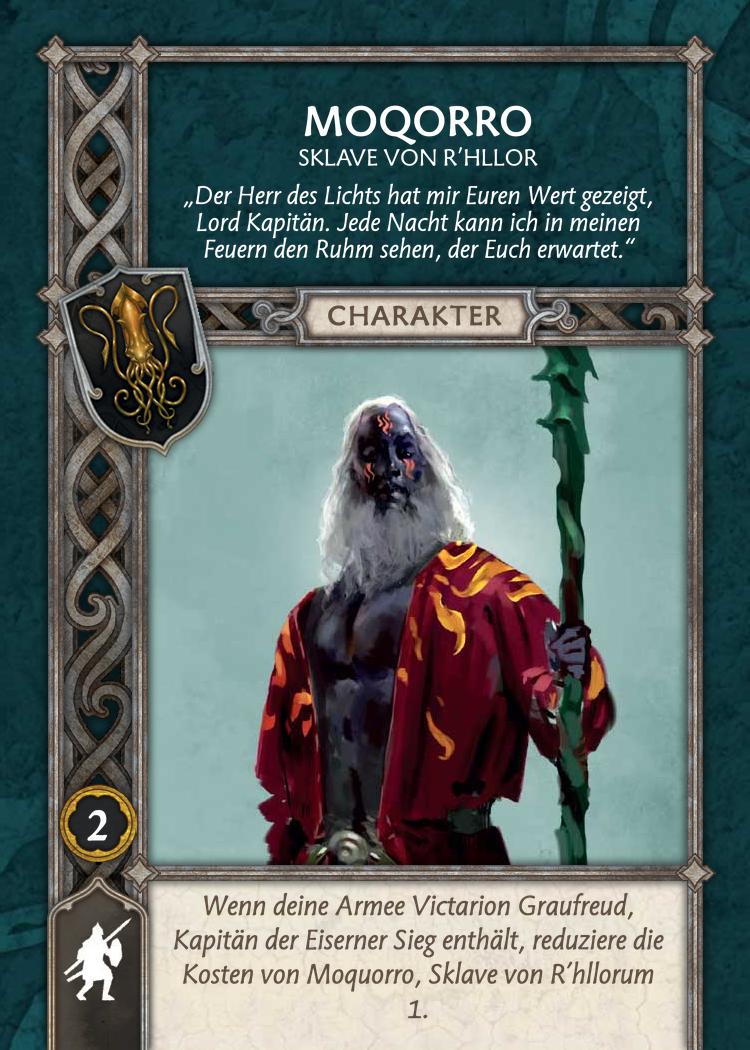 MOQORRO
SKLAVE VON R'HLLOR
„Der Herr des Lichts hat mir Euren Wert gezeigt,
Lord Kapitän. Jede Nacht kann ich in meinen
Feuern den Ruhm sehen, der Euch erwartet.“
CHARAKTER
2
Wenn deine Armee Victarion Graufreud,
Kapitän der Eiserner Sieg enthält, reduziere die
Kosten von Moquorro, Sklave von R'hllorum
1.